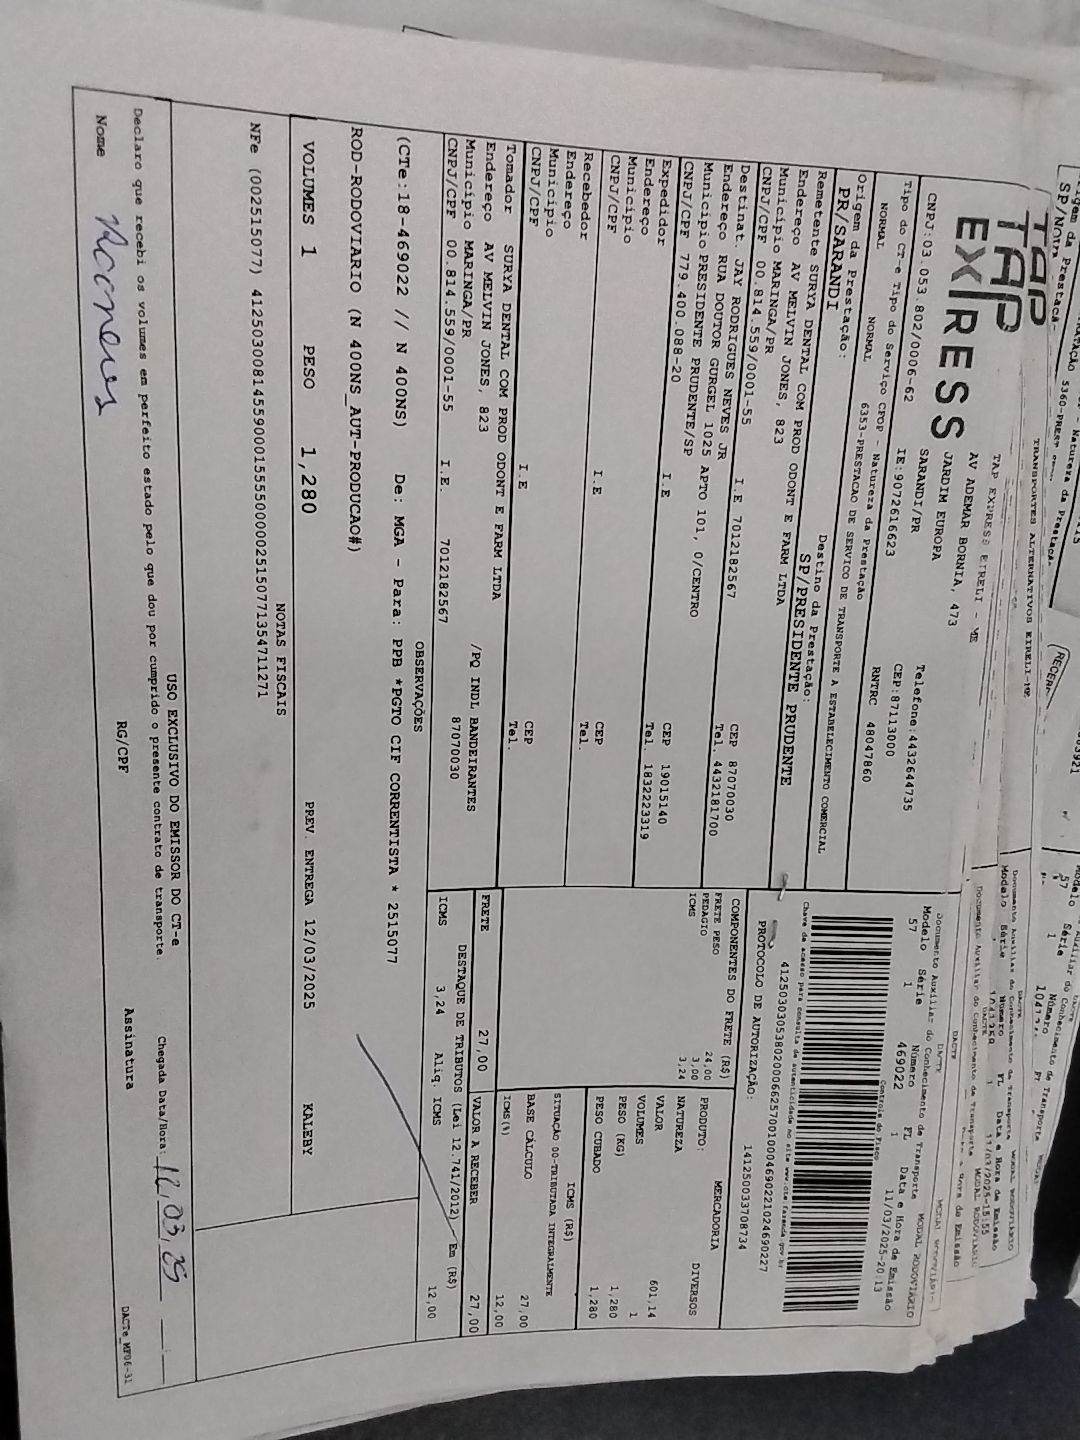 TAP
EXPRESS
TAP EXPRESS EIRELI - ME
AV ADEMAR BORNIA, 473
JARDIM EUROPA
SARANDI/PR
Telefone:4432644735
CEP:87113000
CNPJ:03.053.802/0006-62 IE:9072616623 RNTRC 48047860
Tipo do CT-e Tipo do Serviço CFOP - Natureza da Prestação
NORMAL NORMAL 6353-PRESTACAO DE SERVICO DE TRANSPORTE A ESTABELECIMENTO COMERCIAL
Origem da Prestação: Destino da Prestação:
PR/SARANDI SP/PRESIDENTE PRUDENTE
DACTE MODAL RODOVIÁRIO
Documento Auxiliar do Conhecimento de Transporte
Modelo Série Número FL Data e Hora de Emissão
57 1 469022 1 11/03/2025-20:13
Controle do Fisco
Chave de acesso para consulta de autenticidade no site www.cte.fazenda.gov.br
41250303053802000662570010004690221024690227
PROTOCOLO DE AUTORIZAÇÃO: 141250033708734
Remetente SURYA DENTAL COM PROD ODONT E FARM LTDA
Endereço AV MELVIN JONES, 823
Município MARINGA/PR CEP 87070030
CNPJ/CPF 00.814.559/0001-55 I.E 7012182567 Tel. 4432181700
Destinat. JAY RODRIGUES NEVES JR
Endereço RUA DOUTOR GURGEL 1025 APTO 101, 0/CENTRO
Município PRESIDENTE PRUDENTE/SP CEP 19015140
CNPJ/CPF 779.400.088-20 I.E Tel. 1832223319
Expedidor
Endereço
Município CEP
CNPJ/CPF I.E Tel.
Recebedor
Endereço
Município CEP
CNPJ/CPF I.E Tel.
Tomador SURYA DENTAL COM PROD ODONT E FARM LTDA
Endereço AV MELVIN JONES, 823 /PQ INDL BANDEIRANTES
Município MARINGA/PR 87070030
CNPJ/CPF 00.814.559/0001-55 I.E. 7012182567
COMPONENTES DO FRETE (R$)
FRETE PESO 24,00
PEDAGIO 3,00
ICMS 3,24
MERCADORIA
PRODUTO: DIVERSOS
NATUREZA
VALOR 601,14
VOLUMES 1
PESO (KG) 1,280
PESO CUBADO 1,280
ICMS (R$)
SITUAÇÃO 00-TRIBUTADA INTEGRALMENTE
BASE CÁLCULO 27,00
ICMS(%) 12,00
FRETE 27,00 VALOR A RECEBER 27,00
DESTAQUE DE TRIBUTOS (Lei 12.741/2012) Em (R$)
ICMS 3,24 Aliq. ICMS 12,00
OBSERVAÇÕES
(CTe:18-469022 // N 400NS) De: MGA - Para: PPB *PGTO CIF CORRENTISTA * 2515077
ROD-RODOVIARIO (N 400NS_AUT-PRODUCAO#)
VOLUMES 1 PESO 1,280 PREV. ENTREGA 12/03/2025 KALEBY
NOTAS FISCAIS
NFe (002515077) 41250300814559000155550000025150771354711271
USO EXCLUSIVO DO EMISSOR DO CT-e
Declaro que recebi os volumes em perfeito estado pelo que dou por cumprido o presente contrato de transporte. Chegada Data/Hora: 12,03,25
Nome RG/CPF Assinatura
DACTe_MF06-31